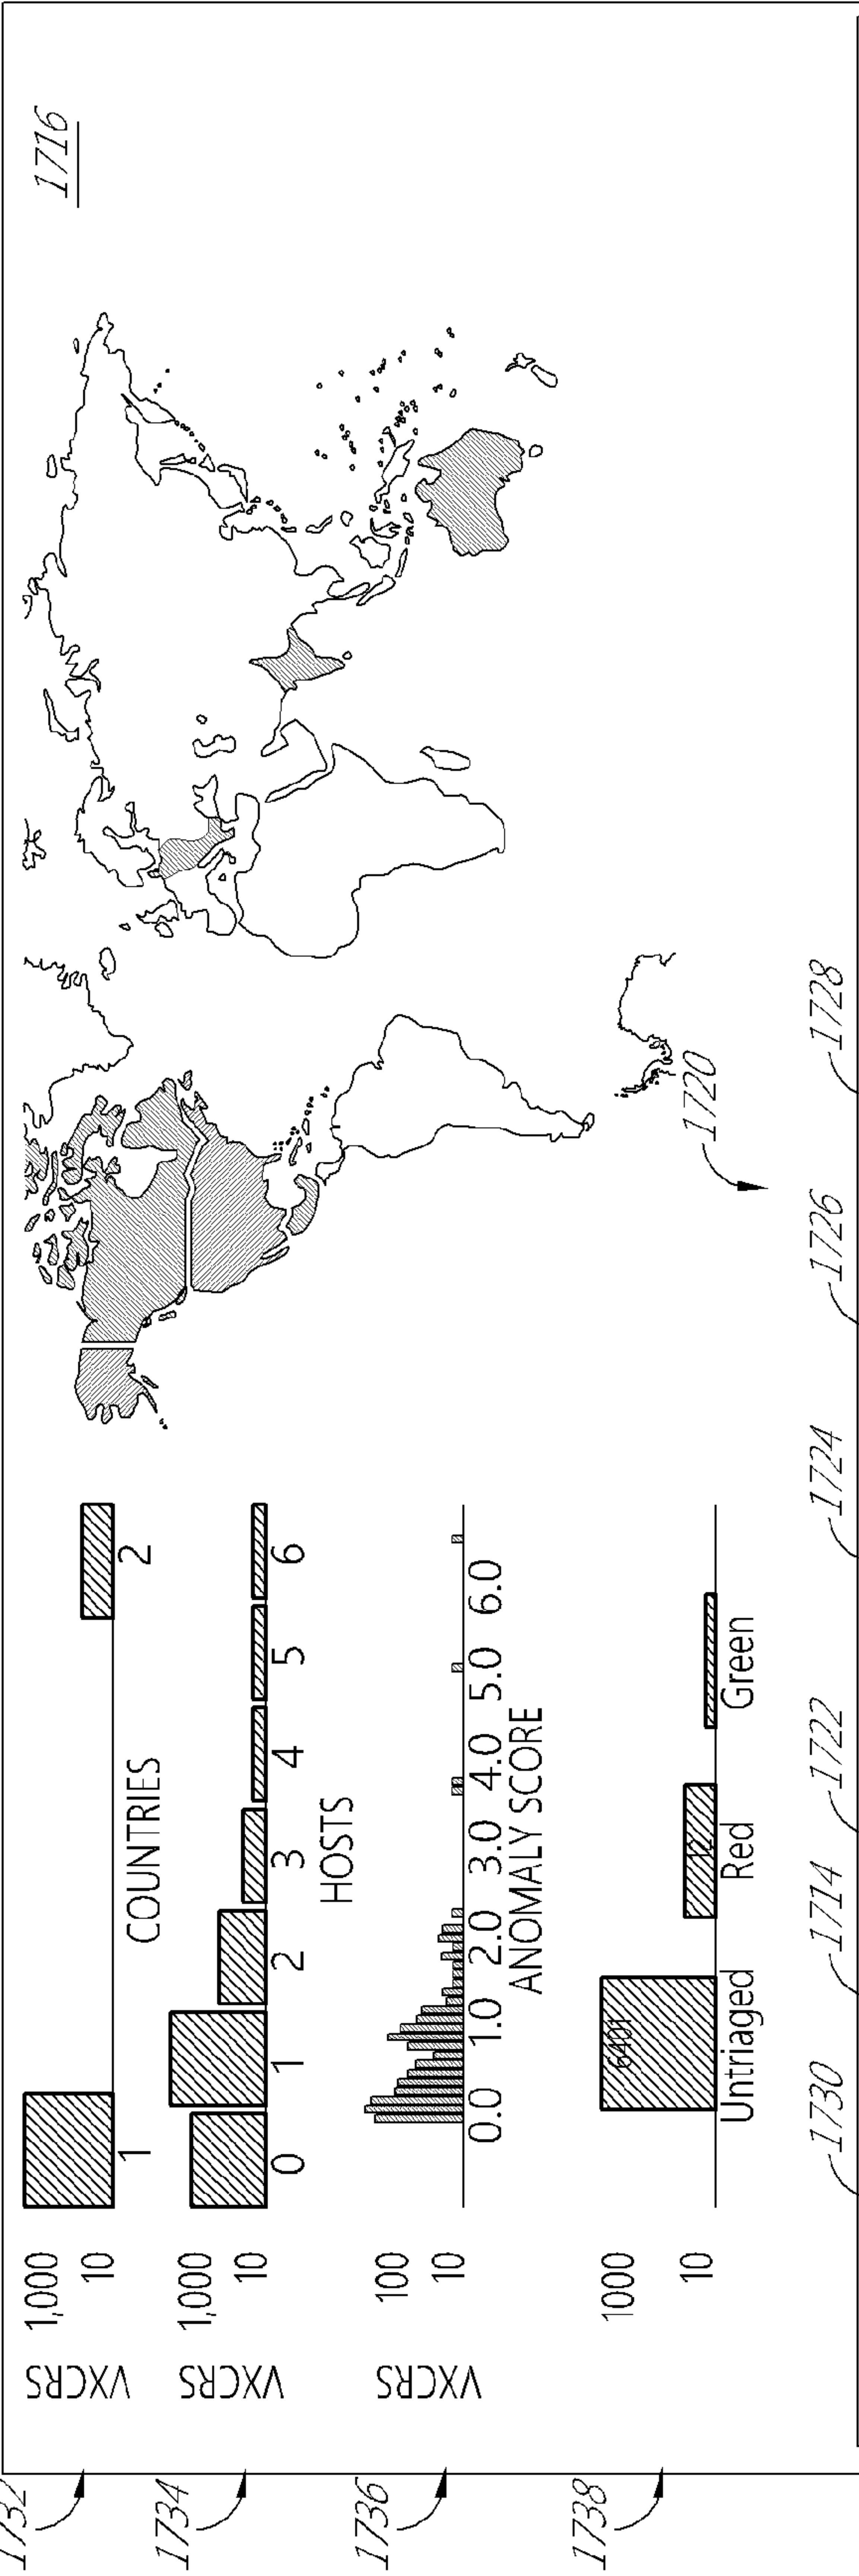 1732
VXCRS
1,000
10
1
2
COUNTRIES
1734
VXCRS
1,000
10
0 1 2 3 4 5 6
HOSTS
1736
VXCRS
100
10
0.0 1.0 2.0 3.0 4.0 5.0 6.0
ANOMALY SCORE
1738
1000
10
6401
12
Untriaged Red Green
1716
1720
1730 1714 1722 1724 1726 1728